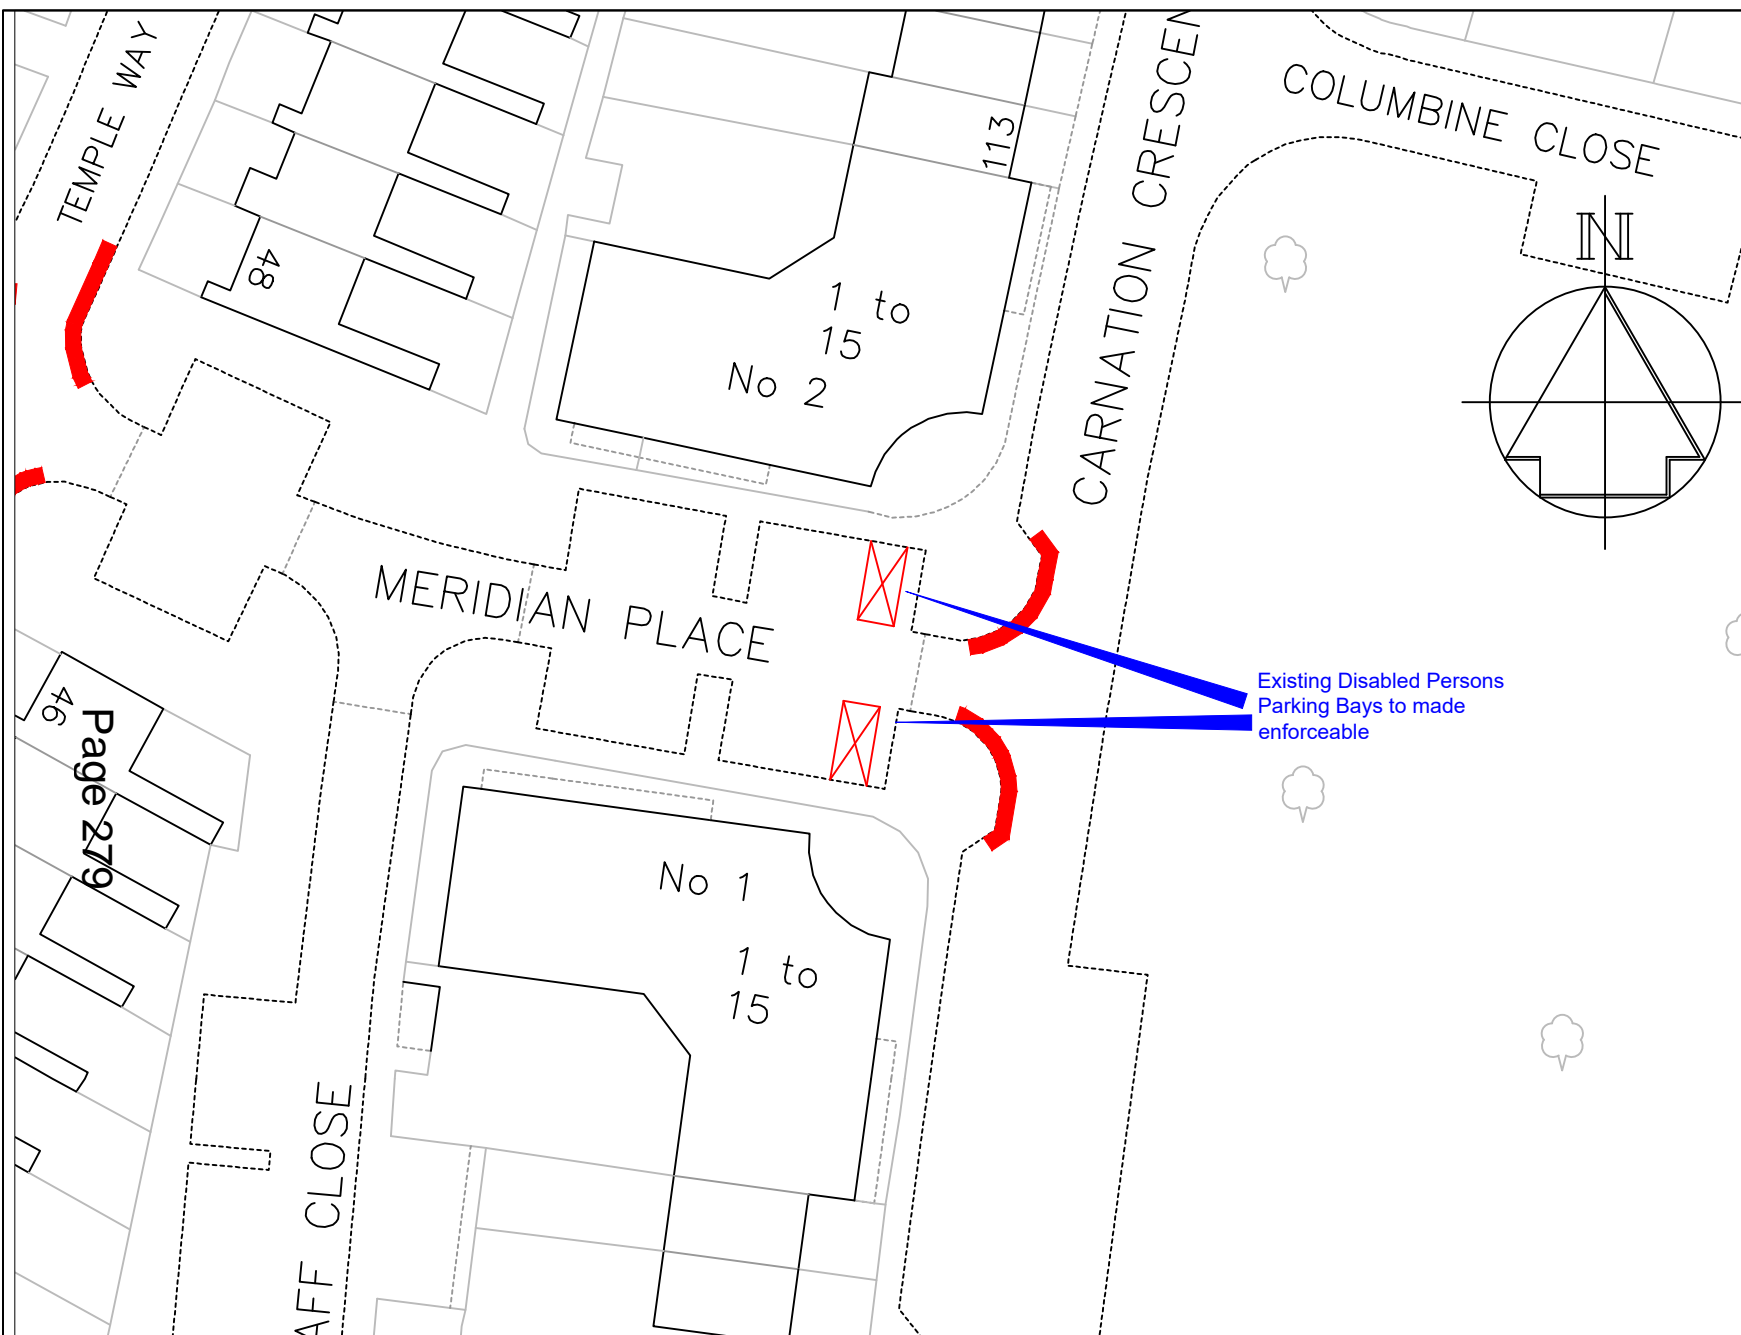 TEMPLE WAY
48
113
1 to
15
No 2
CARNATION CRESCEN
COLUMBINE CLOSE
N
MERIDIAN PLACE
Existing Disabled Persons
Parking Bays to made
enforceable
46
Page 279
No 1
1 to
15
AFF CLOSE